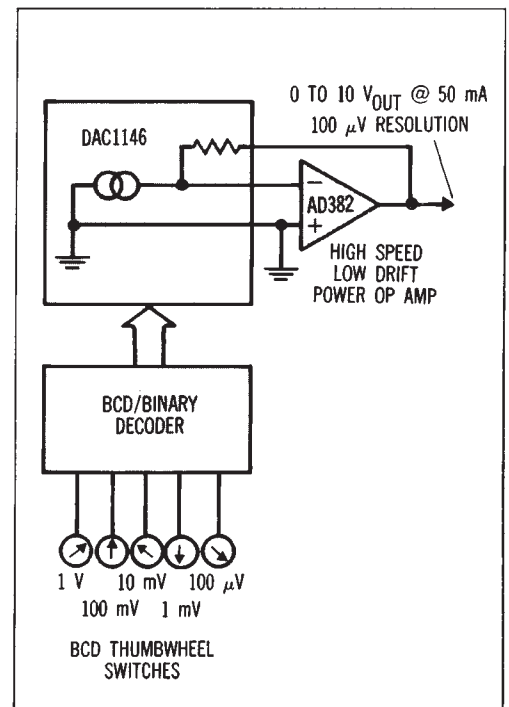 0 TO 10 VOUT @ 50 mA
100 μV RESOLUTION
DAC1146
−
AD382
+
HIGH SPEED
LOW DRIFT
POWER OP AMP
BCD/BINARY
DECODER
1 V 10 mV 100 μV
100 mV 1 mV
BCD THUMBWHEEL
SWITCHES